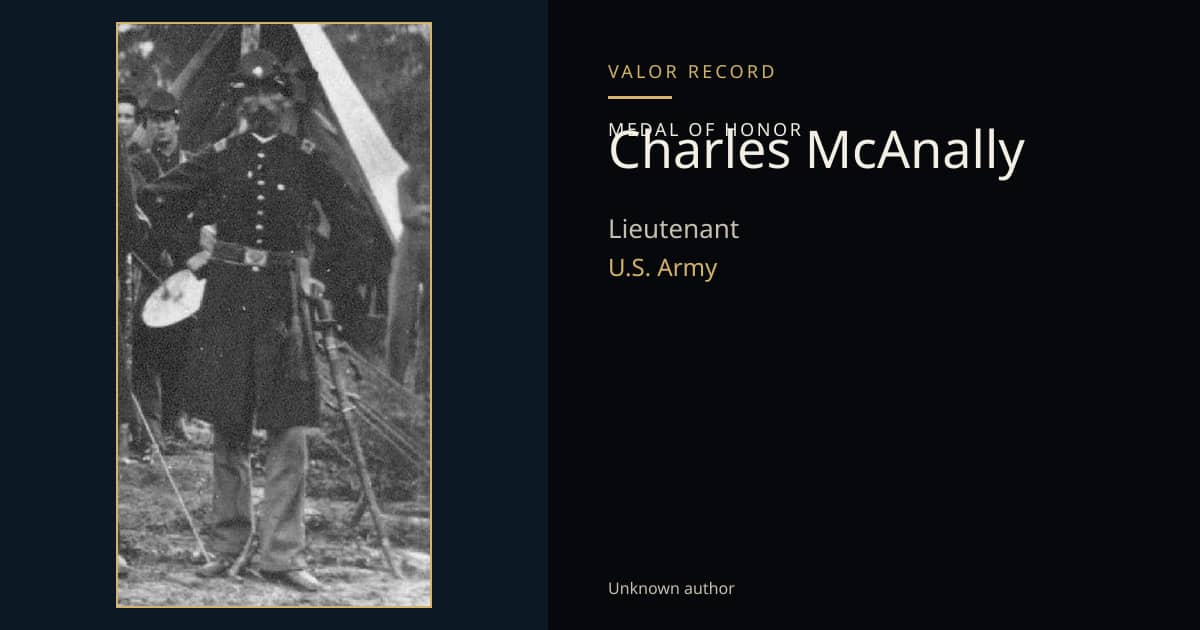 VALOR RECORD
MEDAL OF HONOR
Charles McAnally
Lieutenant
U.S. Army
Unknown author